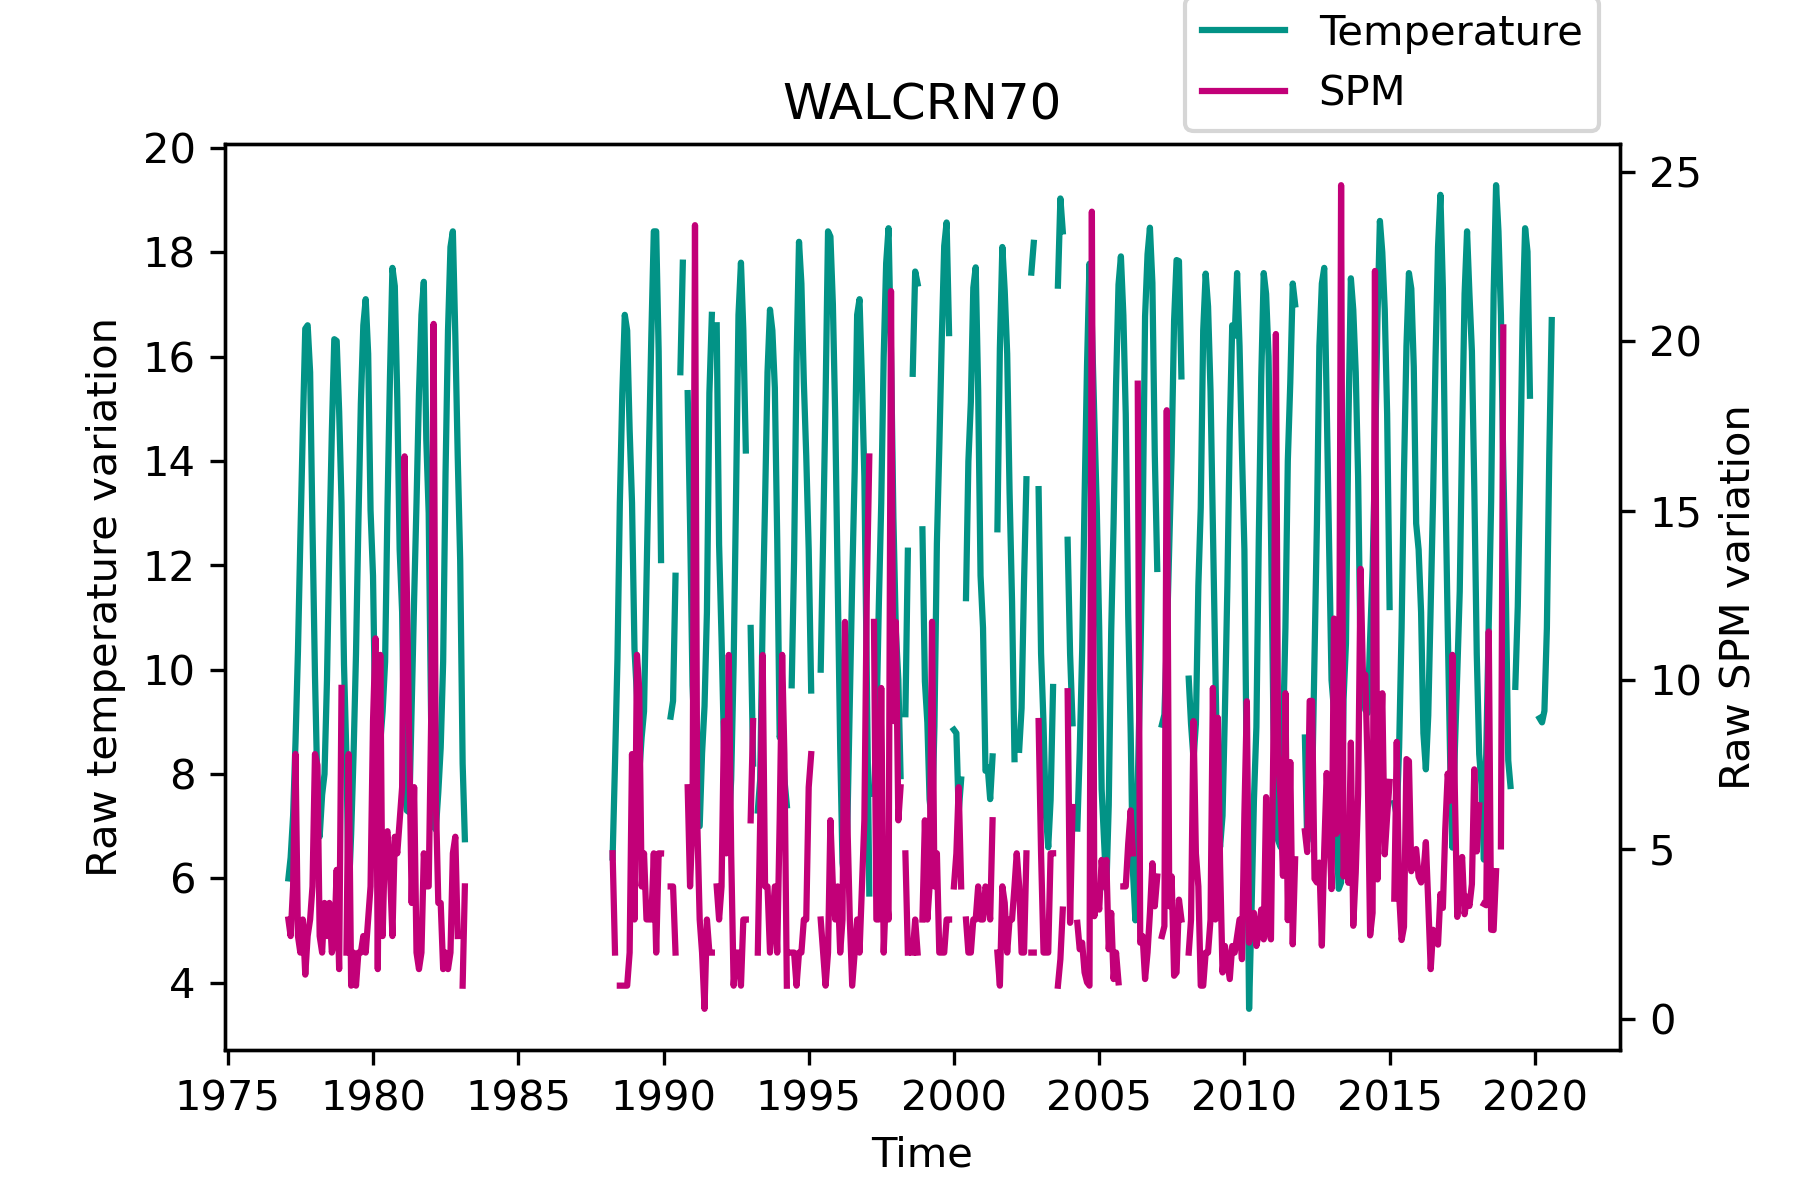 Temperature
SPM
WALCRN70
Raw temperature variation
20
18
16
14
12
10
8
6
4
25
20
15
10
5
0
Raw SPM variation
1975 1980 1985 1990 1995 2000 2005 2010 2015 2020
Time